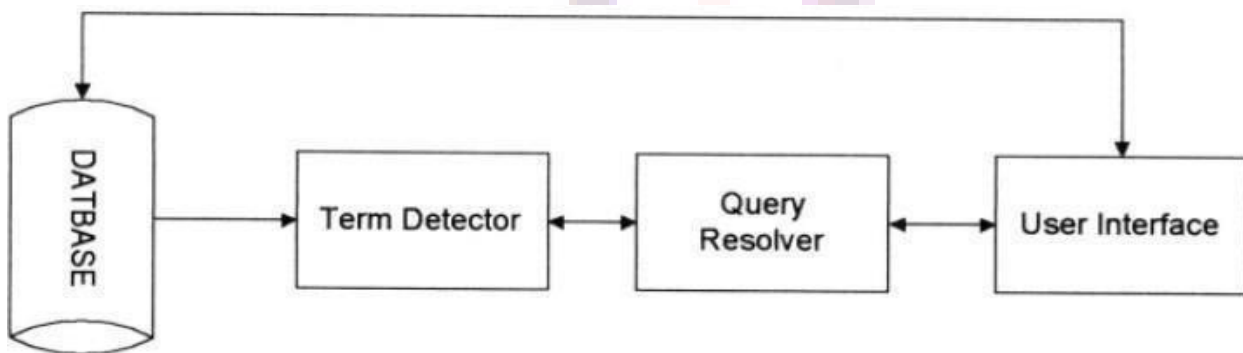 DATBASE
Term Detector
Query
Resolver
User Interface